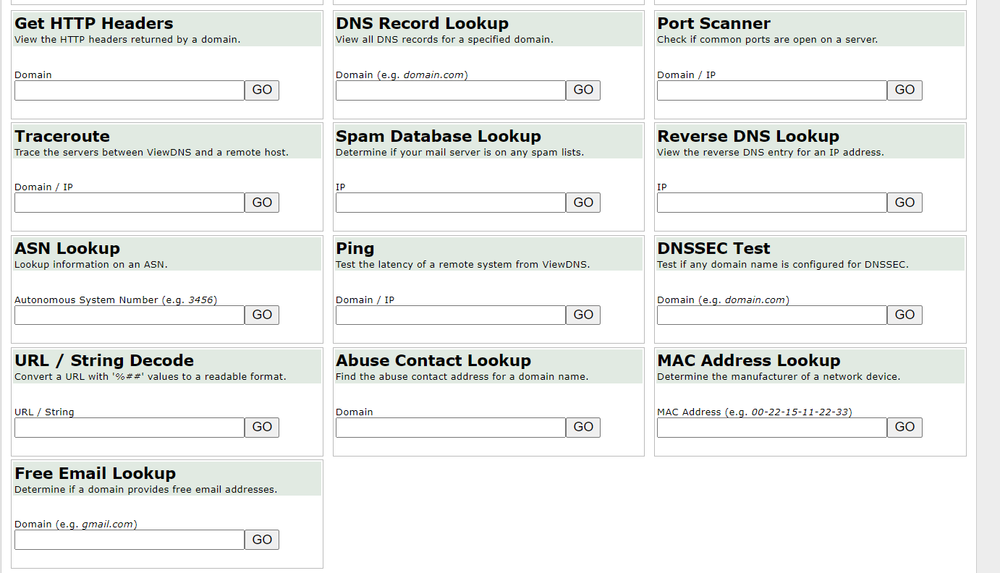 Get HTTP Headers
View the HTTP headers returned by a domain.
Domain
GO
DNS Record Lookup
View all DNS records for a specified domain.
Domain (e.g. domain.com)
GO
Port Scanner
Check if common ports are open on a server.
Domain / IP
GO
Traceroute
Trace the servers between ViewDNS and a remote host.
Domain / IP
GO
Spam Database Lookup
Determine if your mail server is on any spam lists.
IP
GO
Reverse DNS Lookup
View the reverse DNS entry for an IP address.
IP
GO
ASN Lookup
Lookup information on an ASN.
Autonomous System Number (e.g. 3456)
GO
Ping
Test the latency of a remote system from ViewDNS.
Domain / IP
GO
DNSSEC Test
Test if any domain name is configured for DNSSEC.
Domain (e.g. domain.com)
GO
URL / String Decode
Convert a URL with '%##' values to a readable format.
URL / String
GO
Abuse Contact Lookup
Find the abuse contact address for a domain name.
Domain
GO
MAC Address Lookup
Determine the manufacturer of a network device.
MAC Address (e.g. 00-22-15-11-22-33)
GO
Free Email Lookup
Determine if a domain provides free email addresses.
Domain (e.g. gmail.com)
GO